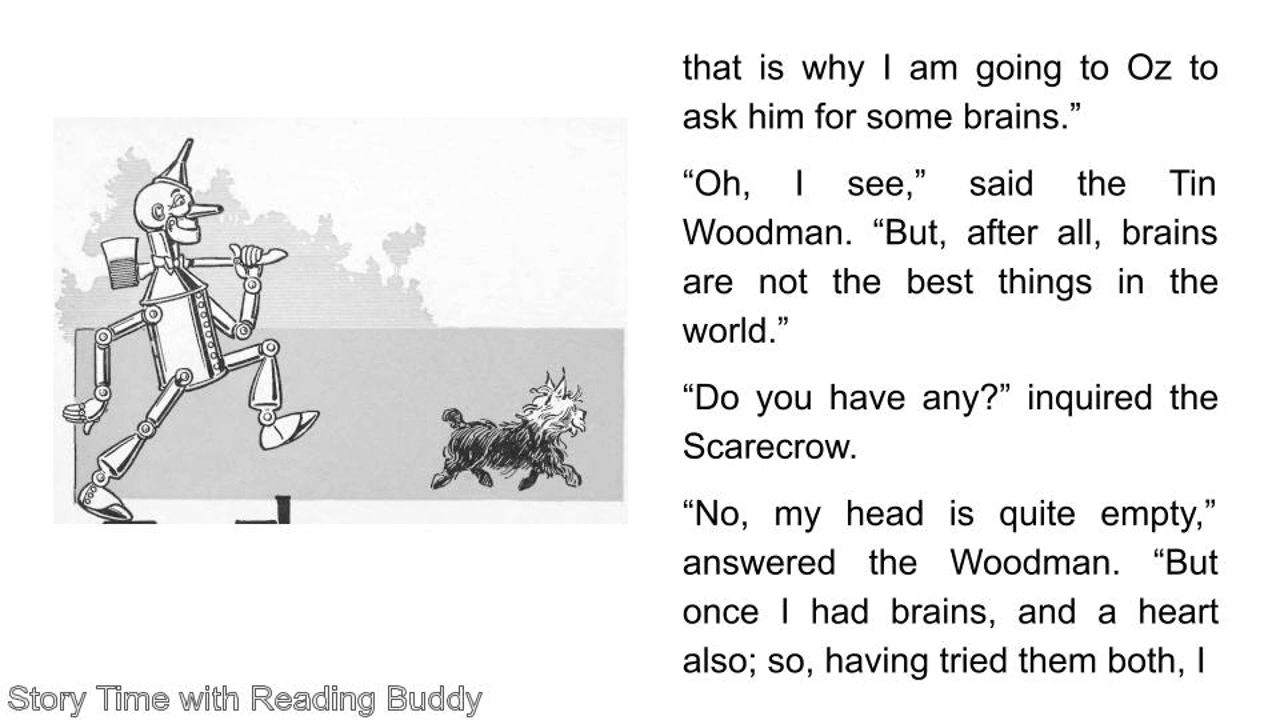 that is why I am going to Oz to
ask him for some brains.”
“Oh, I see,” said the Tin
Woodman. “But, after all, brains
are not the best things in the
world.”
“Do you have any?” inquired the
Scarecrow.
“No, my head is quite empty,”
answered the Woodman. “But
once I had brains, and a heart
also; so, having tried them both, I
Story Time with Reading Buddy